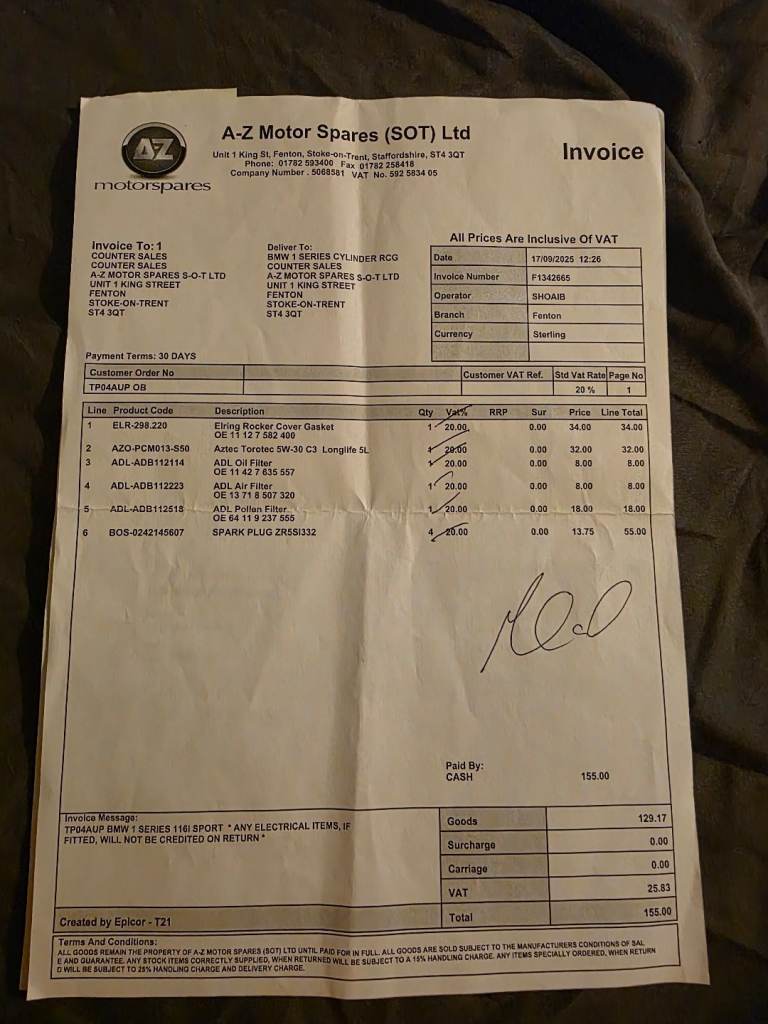 AZ
motorspares
A-Z Motor Spares (SOT) Ltd
Unit 1 King St, Fenton, Stoke-on-Trent, Staffordshire, ST4 3QT
Phone: 01782 593400 Fax 01782 258418
Company Number . 5068581 VAT No. 592 5834 05
Invoice
Invoice To: 1
COUNTER SALES
COUNTER SALES
A-Z MOTOR SPARES S-O-T LTD
UNIT 1 KING STREET
FENTON
STOKE-ON-TRENT
ST4 3QT
Deliver To:
BMW 1 SERIES CYLINDER RCG
COUNTER SALES
A-Z MOTOR SPARES S-O-T LTD
UNIT 1 KING STREET
FENTON
STOKE-ON-TRENT
ST4 3QT
All Prices Are Inclusive Of VAT
Date 17/09/2025 12:26
Invoice Number F1342665
Operator SHOAIB
Branch Fenton
Currency Sterling
Payment Terms: 30 DAYS
Customer Order No Customer VAT Ref. Std Vat Rate Page No
TP04AUP OB 20 % 1
Line Product Code Description Qty Vat% RRP Sur Price Line Total
1 ELR-298.220 Elring Rocker Cover Gasket 1 20.00 0.00 34.00 34.00
OE 11 12 7 582 400
2 AZO-PCM013-S50 Aztec Torotec 5W-30 C3 Longlife 5L 1 20.00 0.00 32.00 32.00
3 ADL-ADB112114 ADL Oil Filter 1 20.00 0.00 8.00 8.00
OE 11 42 7 635 557
4 ADL-ADB112223 ADL Air Filter 1 20.00 0.00 8.00 8.00
OE 13 71 8 507 320
5 ADL-ADB112518 ADL Pollen Filter 1 20.00 0.00 18.00 18.00
OE 64 11 9 237 555
6 BOS-0242145607 SPARK PLUG ZR5SI332 4 20.00 0.00 13.75 55.00
Paid By:
CASH 155.00
Invoice Message:
TP04AUP BMW 1 SERIES 116I SPORT * ANY ELECTRICAL ITEMS, IF
FITTED, WILL NOT BE CREDITED ON RETURN *
Goods 129.17
Surcharge 0.00
Carriage 0.00
VAT 25.83
Total 155.00
Created by Epicor - T21
Terms And Conditions:
ALL GOODS REMAIN THE PROPERTY OF A-Z MOTOR SPARES (SOT) LTD UNTIL PAID FOR IN FULL. ALL GOODS ARE SOLD SUBJECT TO THE MANUFACTURERS CONDITIONS OF SAL
E AND GUARANTEE. ANY STOCK ITEMS CORRECTLY SUPPLIED, WHEN RETURNED WILL BE SUBJECT TO A 15% HANDLING CHARGE. ANY ITEMS SPECIALLY ORDERED, WHEN RETURN
D WILL BE SUBJECT TO 25% HANDLING CHARGE AND DELIVERY CHARGE.